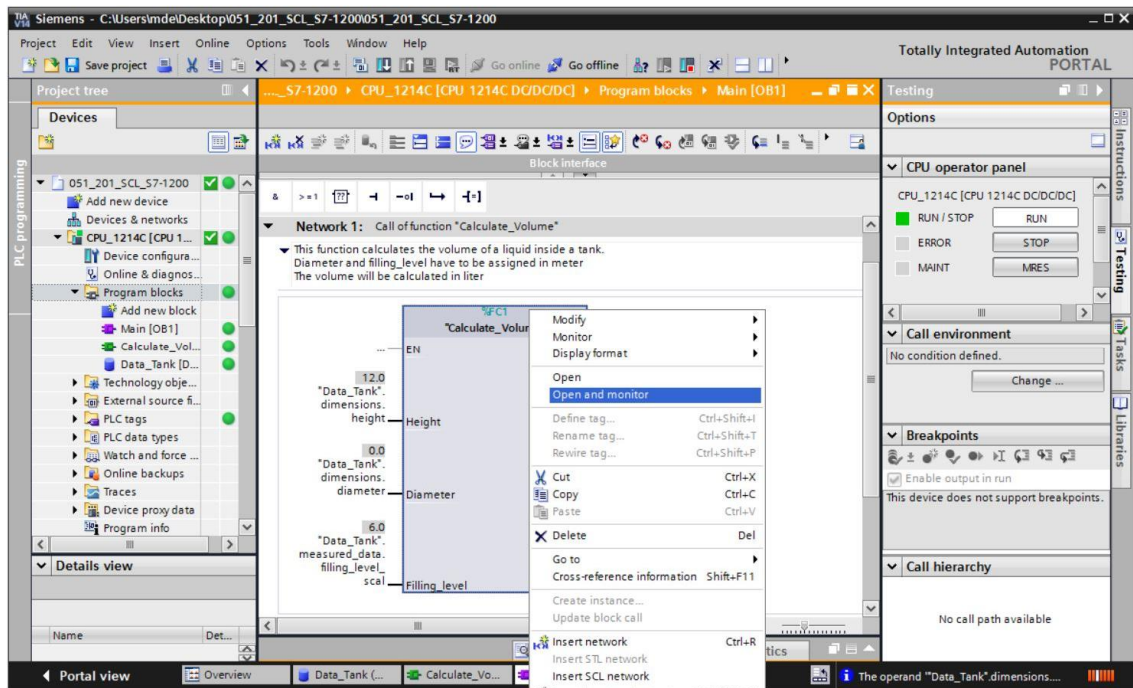 TIA V14 Siemens - C:\Users\mde\Desktop\051_201_SCL_S7-1200\051_201_SCL_S7-1200
Project Edit View Insert Online Options Tools Window Help
Totally Integrated Automation
PORTAL
Save project
Go online Go offline
Project tree
Devices
PLC programming
051_201_SCL_S7-1200
Add new device
Devices & networks
CPU_1214C [CPU 1...
Device configura...
Online & diagnos...
Program blocks
Add new block
Main [OB1]
Calculate_Vol...
Data_Tank [D...
Technology obje...
External source fi...
PLC tags
PLC data types
Watch and force ...
Online backups
Traces
Device proxy data
Program info
Details view
Name Det...
...._S7-1200 CPU_1214C [CPU 1214C DC/DC/DC] Program blocks Main [OB1]
Block interface
& >=1 ??
Network 1: Call of function "Calculate_Volume"
This function calculates the volume of a liquid inside a tank.
Diameter and filling_level have to be assigned in meter
The volume will be calculated in liter
%FC1
"Calculate_Volur
... EN
12.0
"Data_Tank".
dimensions.
height Height
0.0
"Data_Tank".
dimensions.
diameter Diameter
6.0
"Data_Tank".
measured_data.
filling_level_
scal Filling_level
Modify
Monitor
Display format
Open
Open and monitor
Define tag... Ctrl+Shift+I
Rename tag... Ctrl+Shift+T
Rewire tag... Ctrl+Shift+P
Cut Ctrl+X
Copy Ctrl+C
Paste Ctrl+V
Delete Del
Go to
Cross-reference information Shift+F11
Create instance...
Update block call
Insert network Ctrl+R
Insert STL network
Insert SCL network
tics
Testing
Options
CPU operator panel
CPU_1214C [CPU 1214C DC/DC/DC]
RUN / STOP RUN
ERROR STOP
MAINT MRES
Call environment
No condition defined.
Change ...
Breakpoints
Enable output in run
This device does not support breakpoints.
Call hierarchy
No call path available
Instructions
Testing
Tasks
Libraries
Portal view Overview Data_Tank (... Calculate_Vo... The operand '"Data_Tank".dimensions....